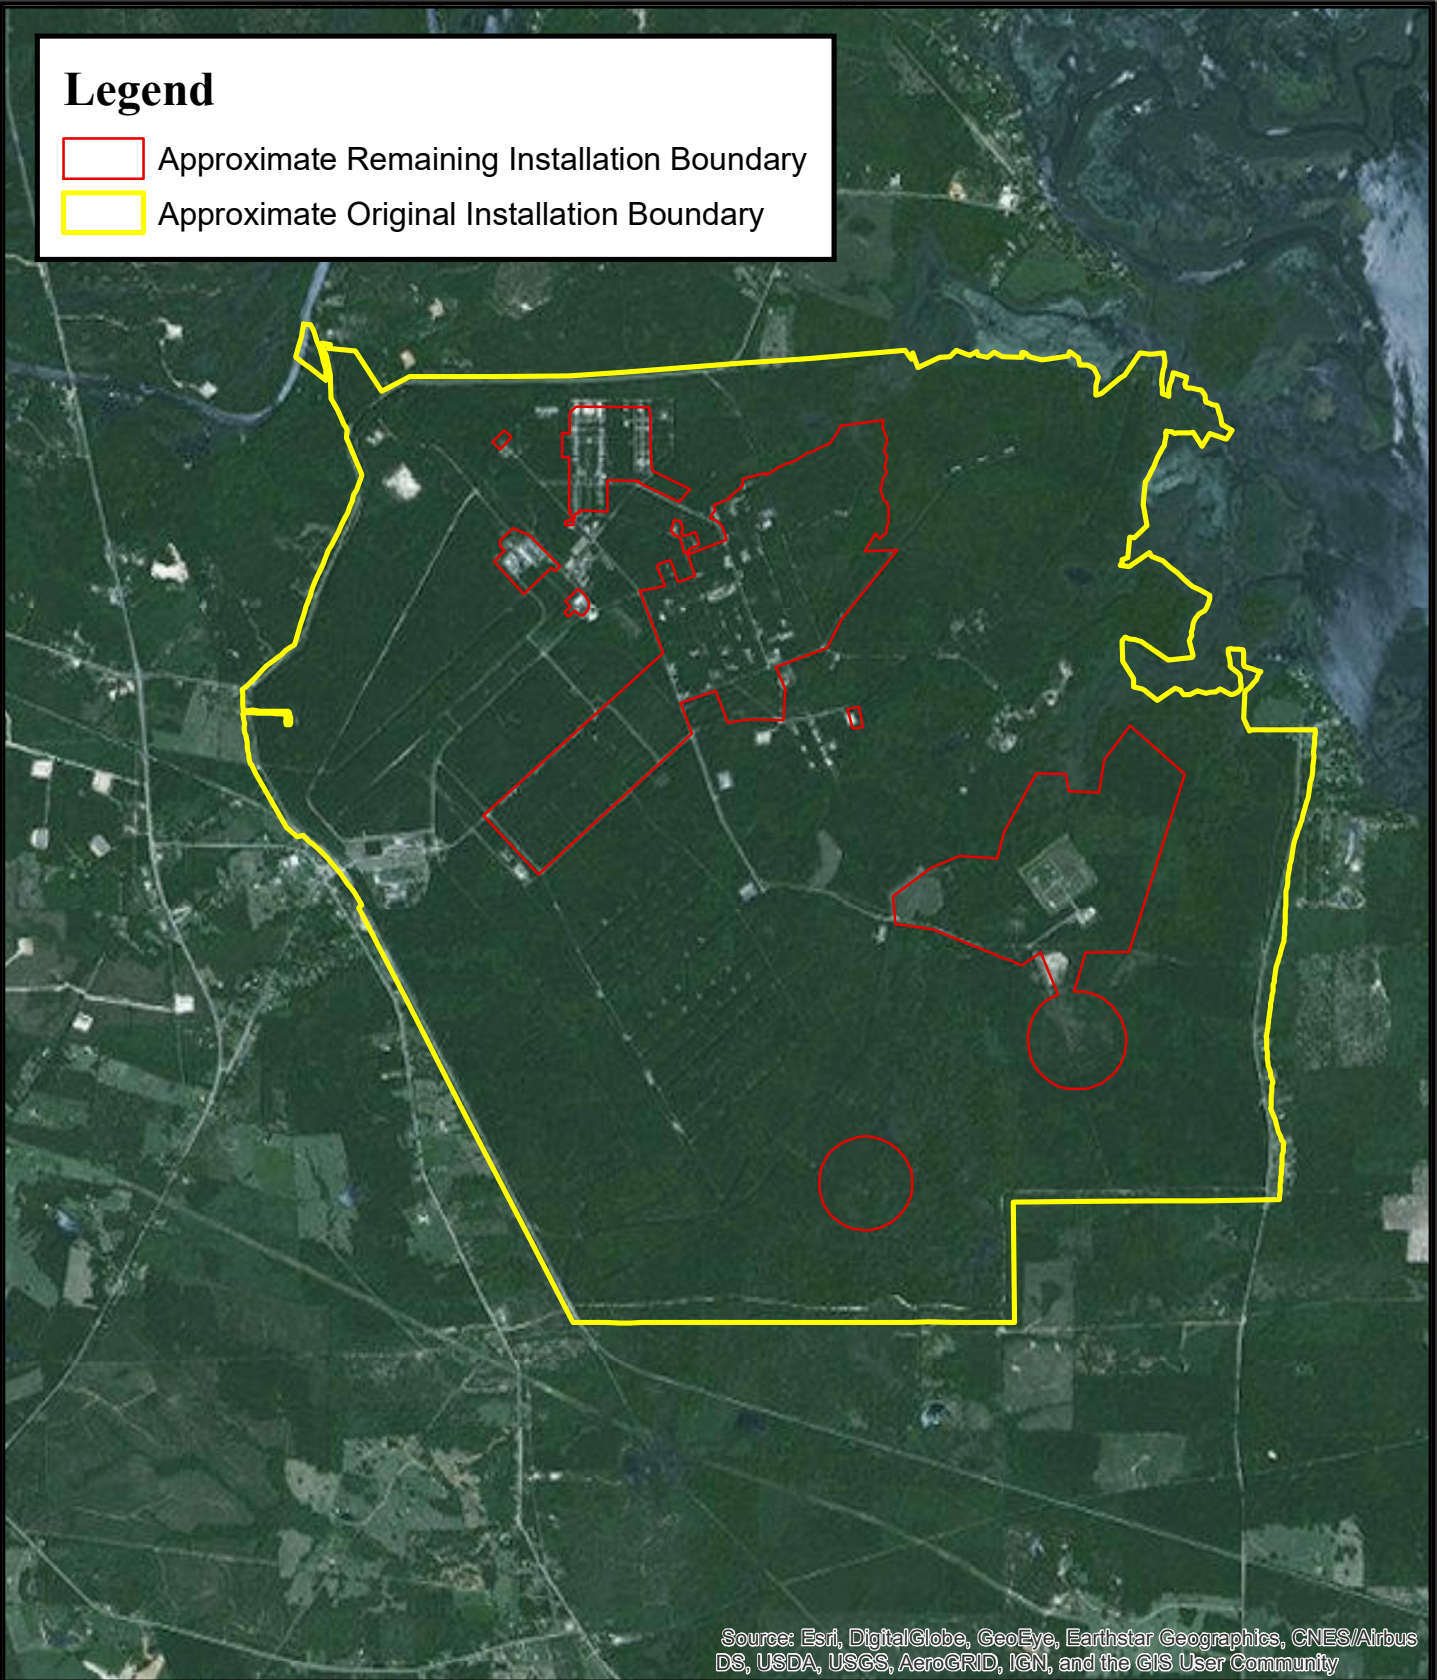 Legend
Approximate Remaining Installation Boundary
Approximate Original Installation Boundary
Source: Esri, DigitalGlobe, GeoEye, Earthstar Geographics, CNES/Airbus
DS, USDA, USGS, AeroGRID, IGN, and the GIS User Community